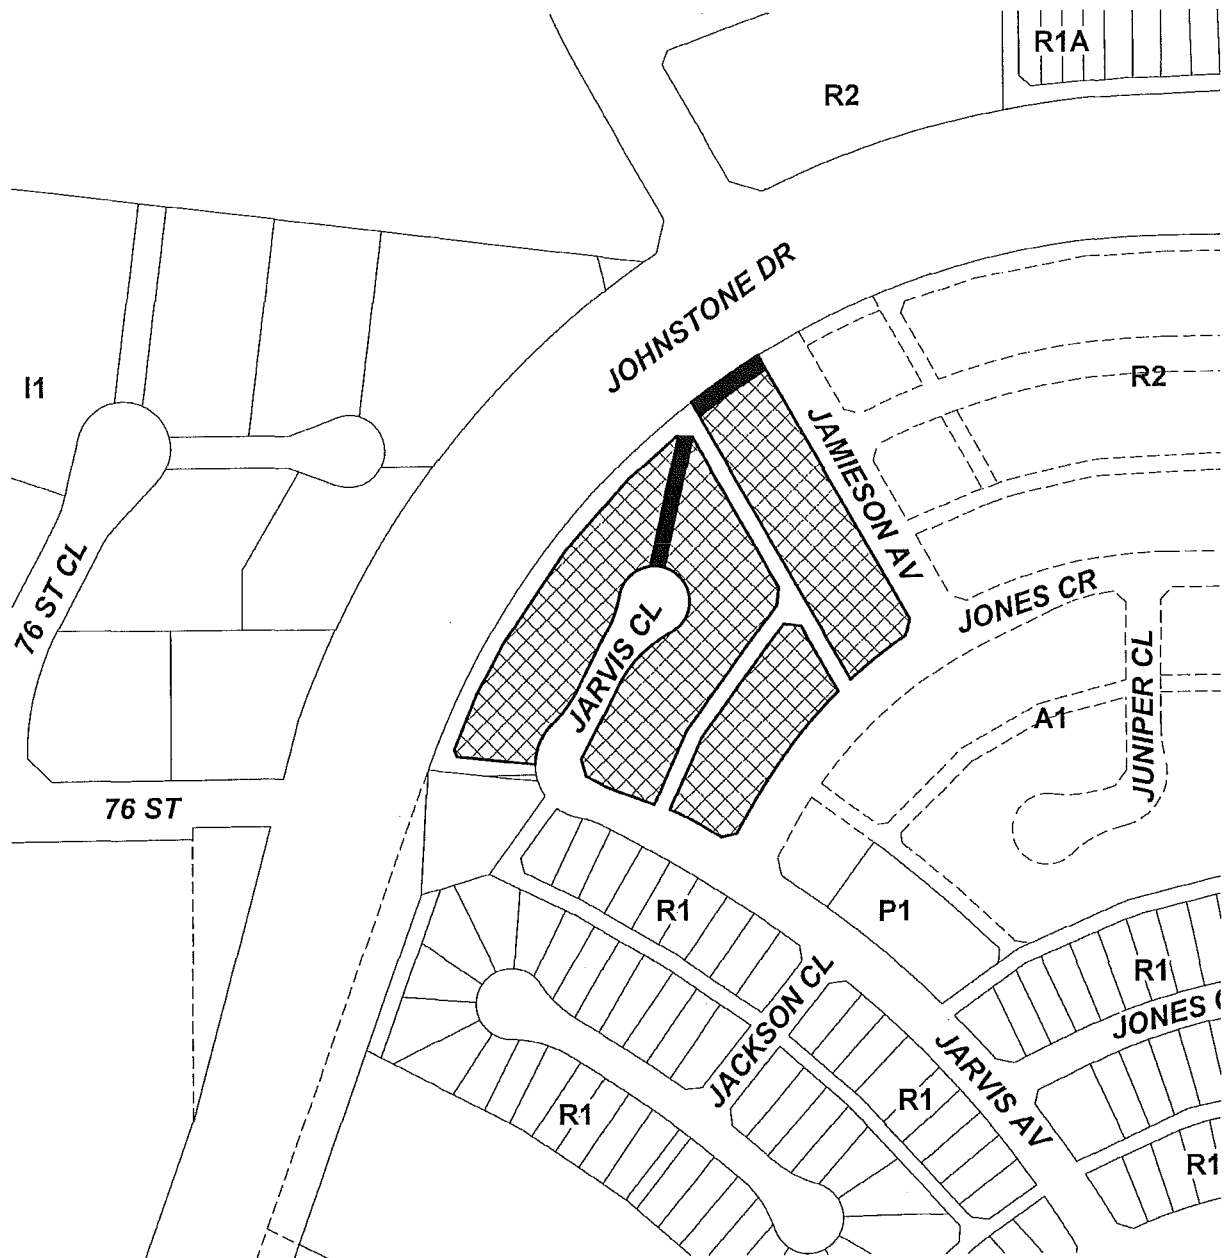 R1A
R2
JOHNSTONE DR
I1
R2
JAMIESON AV
76 ST CL
JONES CR
JARVIS CL
JUNIPER CL
A1
76 ST
R1
P1
R1
JACKSON CL
JONES C
JARVIS AV
R1
R1
R1